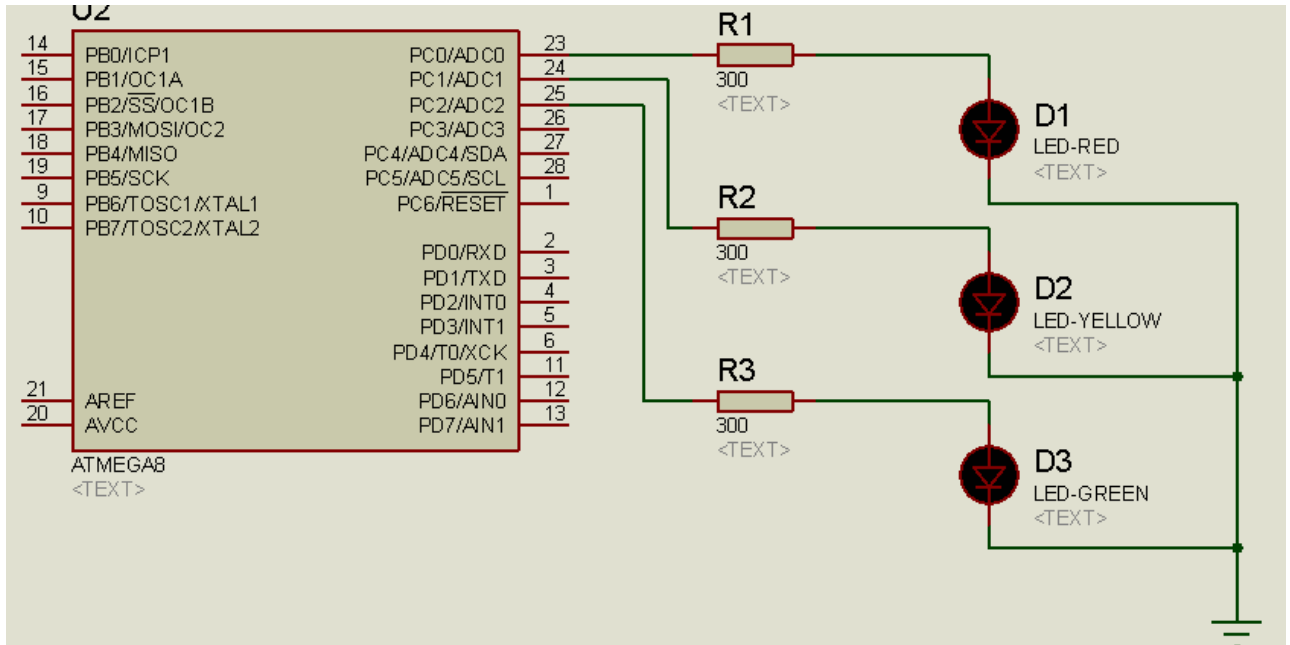 U2
14 PB0/ICP1 PC0/ADC0 23
15 PB1/OC1A PC1/ADC1 24
16 PB2/SS/OC1B PC2/ADC2 25
17 PB3/MOSI/OC2 PC3/ADC3 26
18 PB4/MISO PC4/ADC4/SDA 27
19 PB5/SCK PC5/ADC5/SCL 28
9 PB6/TOSC1/XTAL1 PC6/RESET 1
10 PB7/TOSC2/XTAL2
PD0/RXD 2
PD1/TXD 3
PD2/INT0 4
PD3/INT1 5
PD4/T0/XCK 6
PD5/T1 11
21 AREF PD6/AIN0 12
20 AVCC PD7/AIN1 13
ATMEGA8
<TEXT>
R1
300
<TEXT>
D1
LED-RED
<TEXT>
R2
300
<TEXT>
D2
LED-YELLOW
<TEXT>
R3
300
<TEXT>
D3
LED-GREEN
<TEXT>